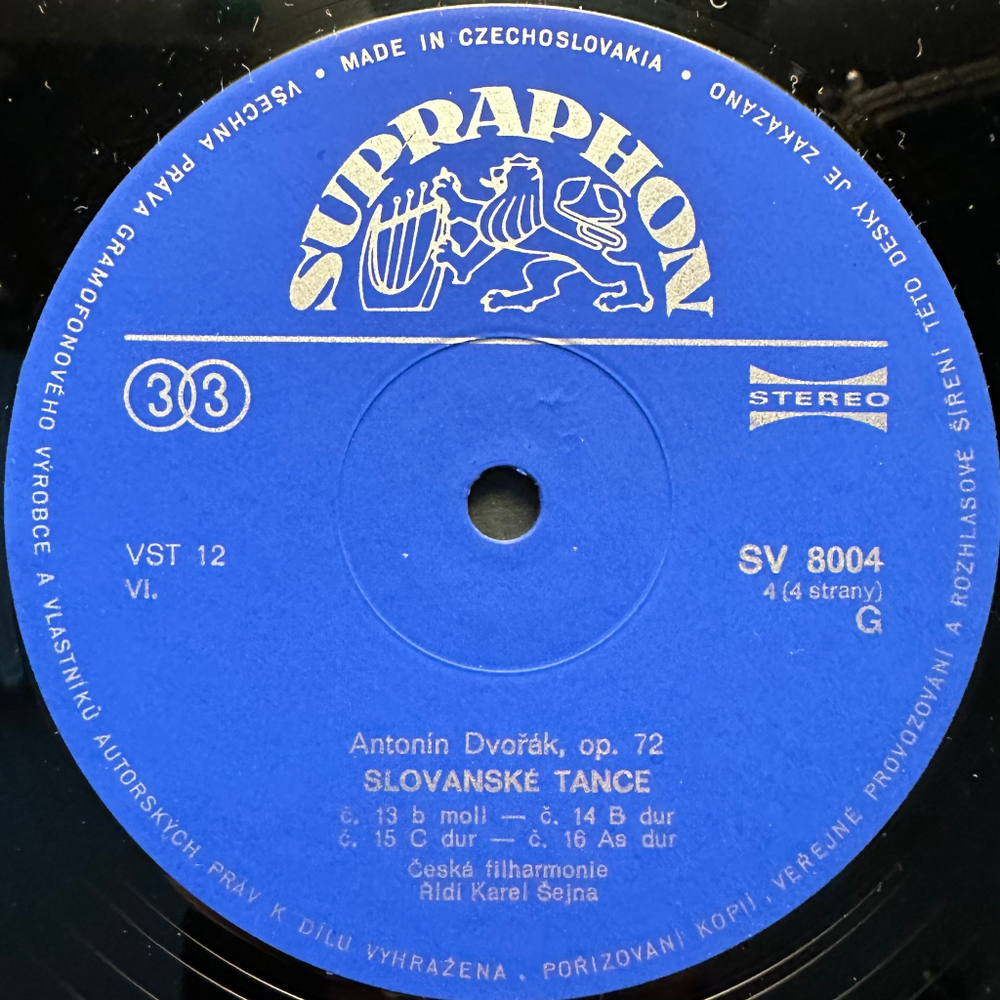 • MADE IN CZECHOSLOVAKIA •
VŠECHNA PRÁVA GRAMOFONOVÉHO VÝROBCE A VLASTNÍKŮ AUTORSKÝCH PRÁV K DÍLU VYHRAŽENA . POŘIZOVÁNÍ KOPIÍ, VEŘEJNÉ PROVOZOVÁNÍ A ROZHLASOVÉ ŠÍŘENÍ TÉTO DESKY JE ZAKÁZÁNO
SUPRAPHON
33
STEREO
VST 12
VI.
SV 8004
4 (4 strany)
G
Antonín Dvořák, op. 72
SLOVANSKÉ TANCE
č. 13 b moll — č. 14 B dur
č. 15 C dur — č. 16 As dur
Česká filharmonie
Řídí Karel Šejna